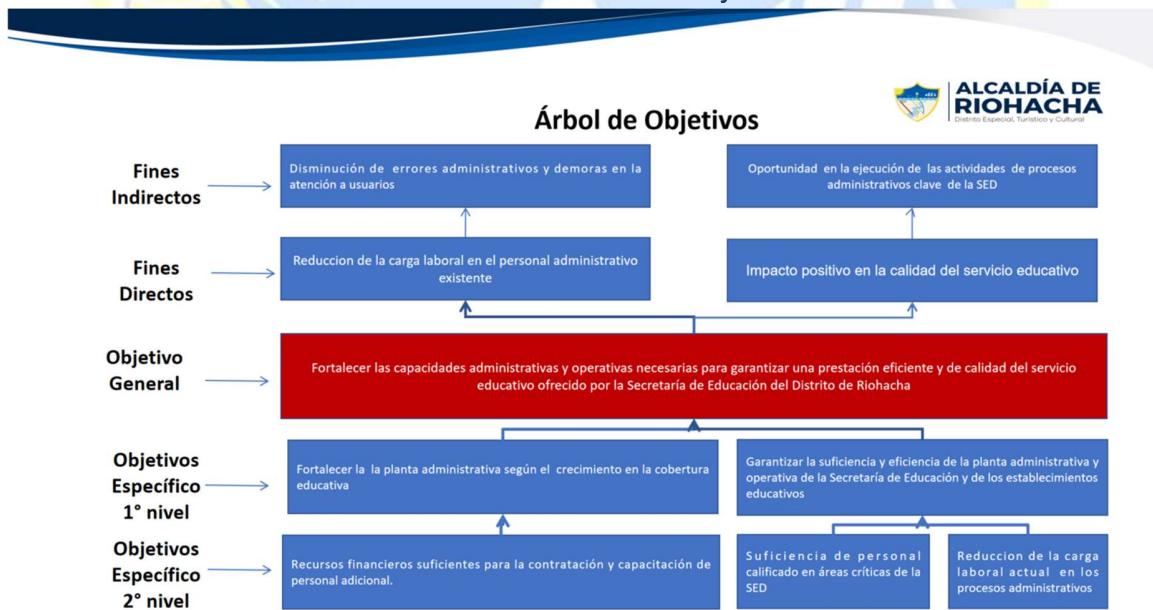 ALCALDÍA DE
RIOHACHA
Distrito Especial, Turístico y Cultural
Árbol de Objetivos
Fines
Indirectos
Disminución de errores administrativos y demoras en la
atención a usuarios
Oportunidad en la ejecución de las actividades de procesos
administrativos clave de la SED
Fines
Directos
Reduccion de la carga laboral en el personal administrativo
existente
Impacto positivo en la calidad del servicio educativo
Objetivo
General
Fortalecer las capacidades administrativas y operativas necesarias para garantizar una prestación eficiente y de calidad del servicio
educativo ofrecido por la Secretaría de Educación del Distrito de Riohacha
Objetivos
Específico
1° nivel
Fortalecer la la planta administrativa según el crecimiento en la cobertura
educativa
Garantizar la suficiencia y eficiencia de la planta administrativa y
operativa de la Secretaría de Educación y de los establecimientos
educativos
Objetivos
Específico
2° nivel
Recursos financieros suficientes para la contratación y capacitación de
personal adicional.
Suficiencia de personal
calificado en áreas críticas de la
SED
Reduccion de la carga
laboral actual en los
procesos administrativos